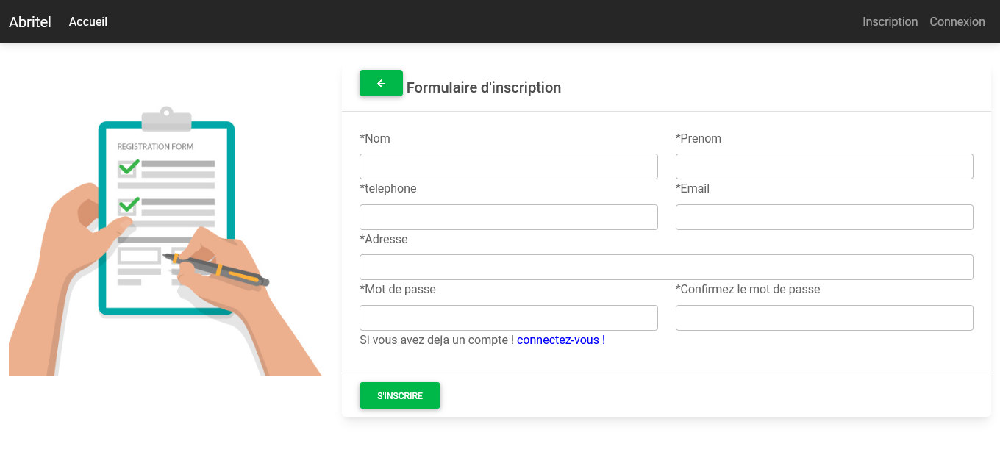 Abritel Accueil Inscription Connexion
Formulaire d'inscription
REGISTRATION FORM
*Nom *Prenom
*telephone *Email
*Adresse
*Mot de passe *Confirmez le mot de passe
Si vous avez deja un compte ! connectez-vous !
S'INSCRIRE